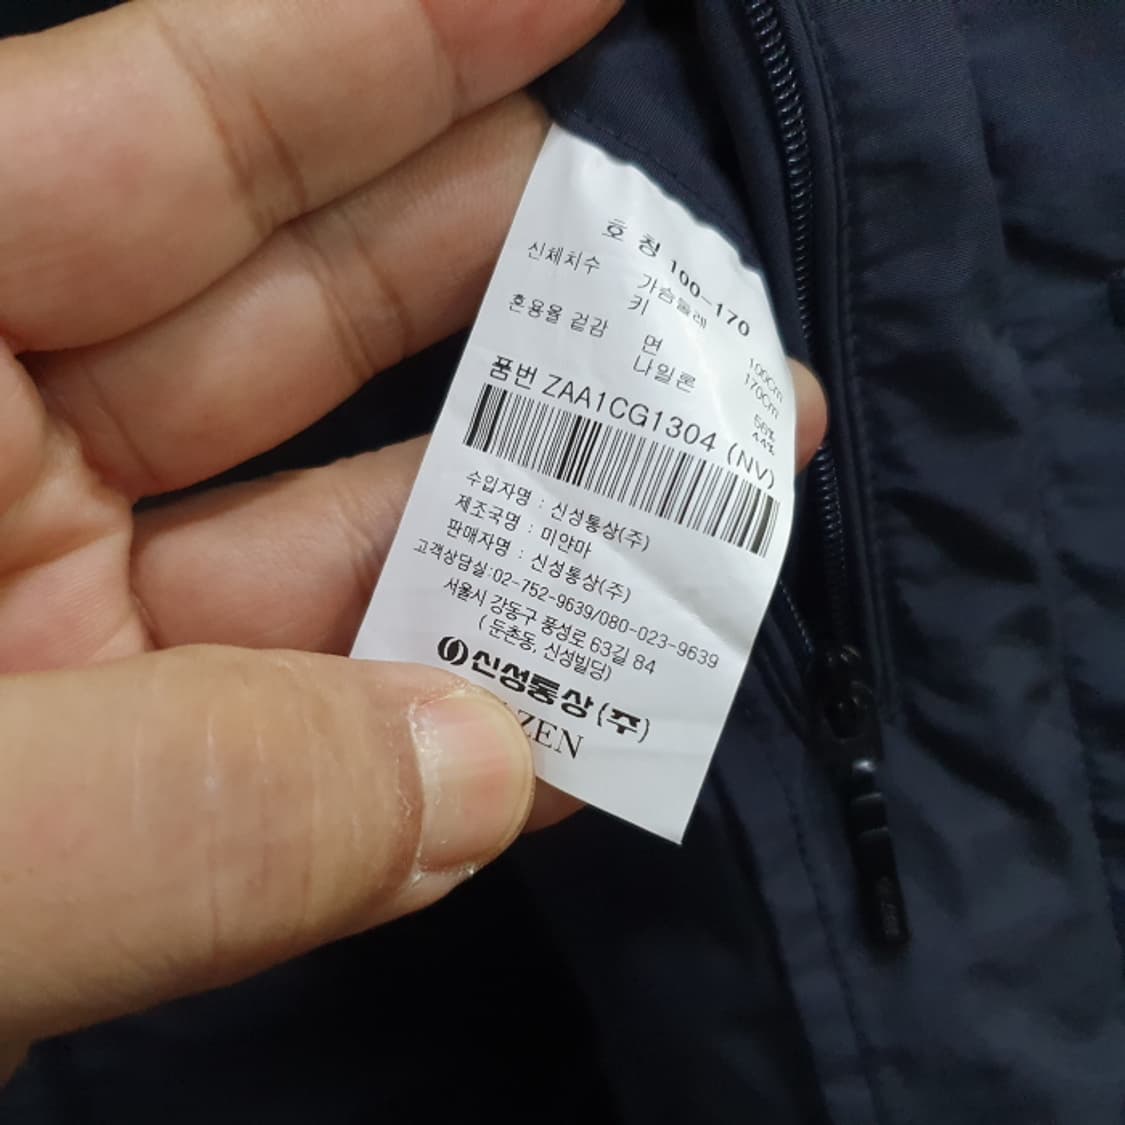 호 칭 100-170
신체치수 가슴둘레 100cm
키 170cm
혼용율 겉감 면 56%
나일론 44%
품번 ZAA1CG1304 (NV)
수입자명 : 신성통상(주)
제조국명 : 미얀마
판매자명 : 신성통상(주)
고객상담실:02-752-9639/080-023-9639
서울시 강동구 풍성로 63길 84
(둔촌동, 신성빌딩)
신성통상(주)
ZEN